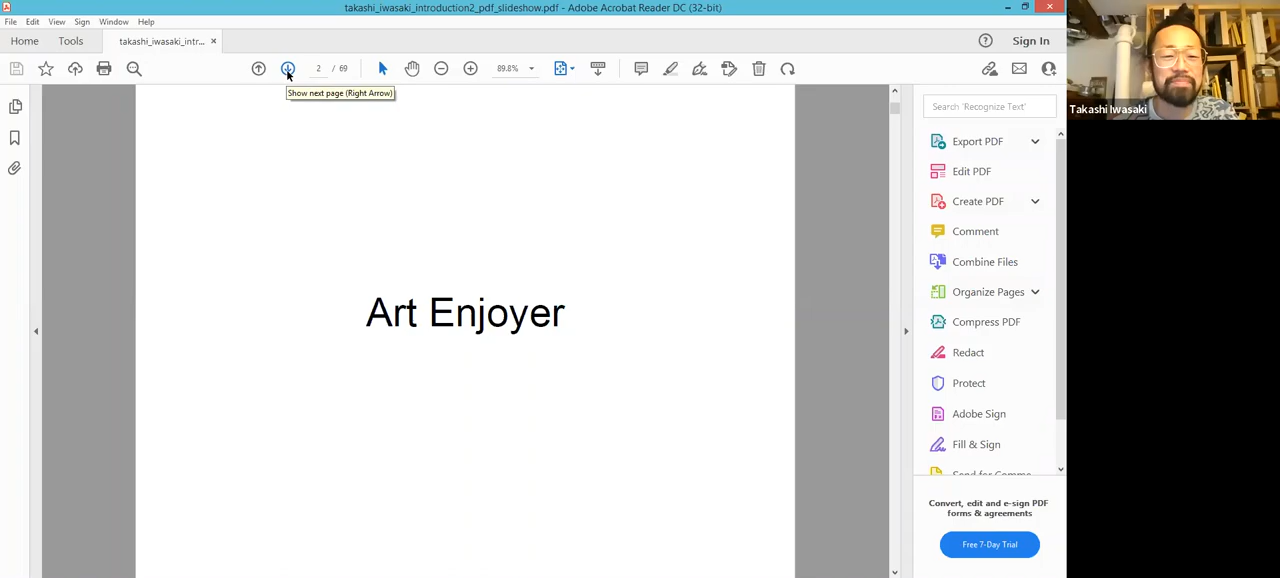 takashi_iwasaki_introduction2_pdf_slideshow.pdf - Adobe Acrobat Reader DC (32-bit)
File Edit View Sign Window Help
Home Tools takashi_iwasaki_intr... × Sign In
2 / 69 89.8%
Show next page (Right Arrow)
Art Enjoyer
Search 'Recognize Text'
Export PDF
Edit PDF
Create PDF
Comment
Combine Files
Organize Pages
Compress PDF
Redact
Protect
Adobe Sign
Fill & Sign
Send for Comme
Convert, edit and e-sign PDF
forms & agreements
Free 7-Day Trial
Takashi Iwasaki